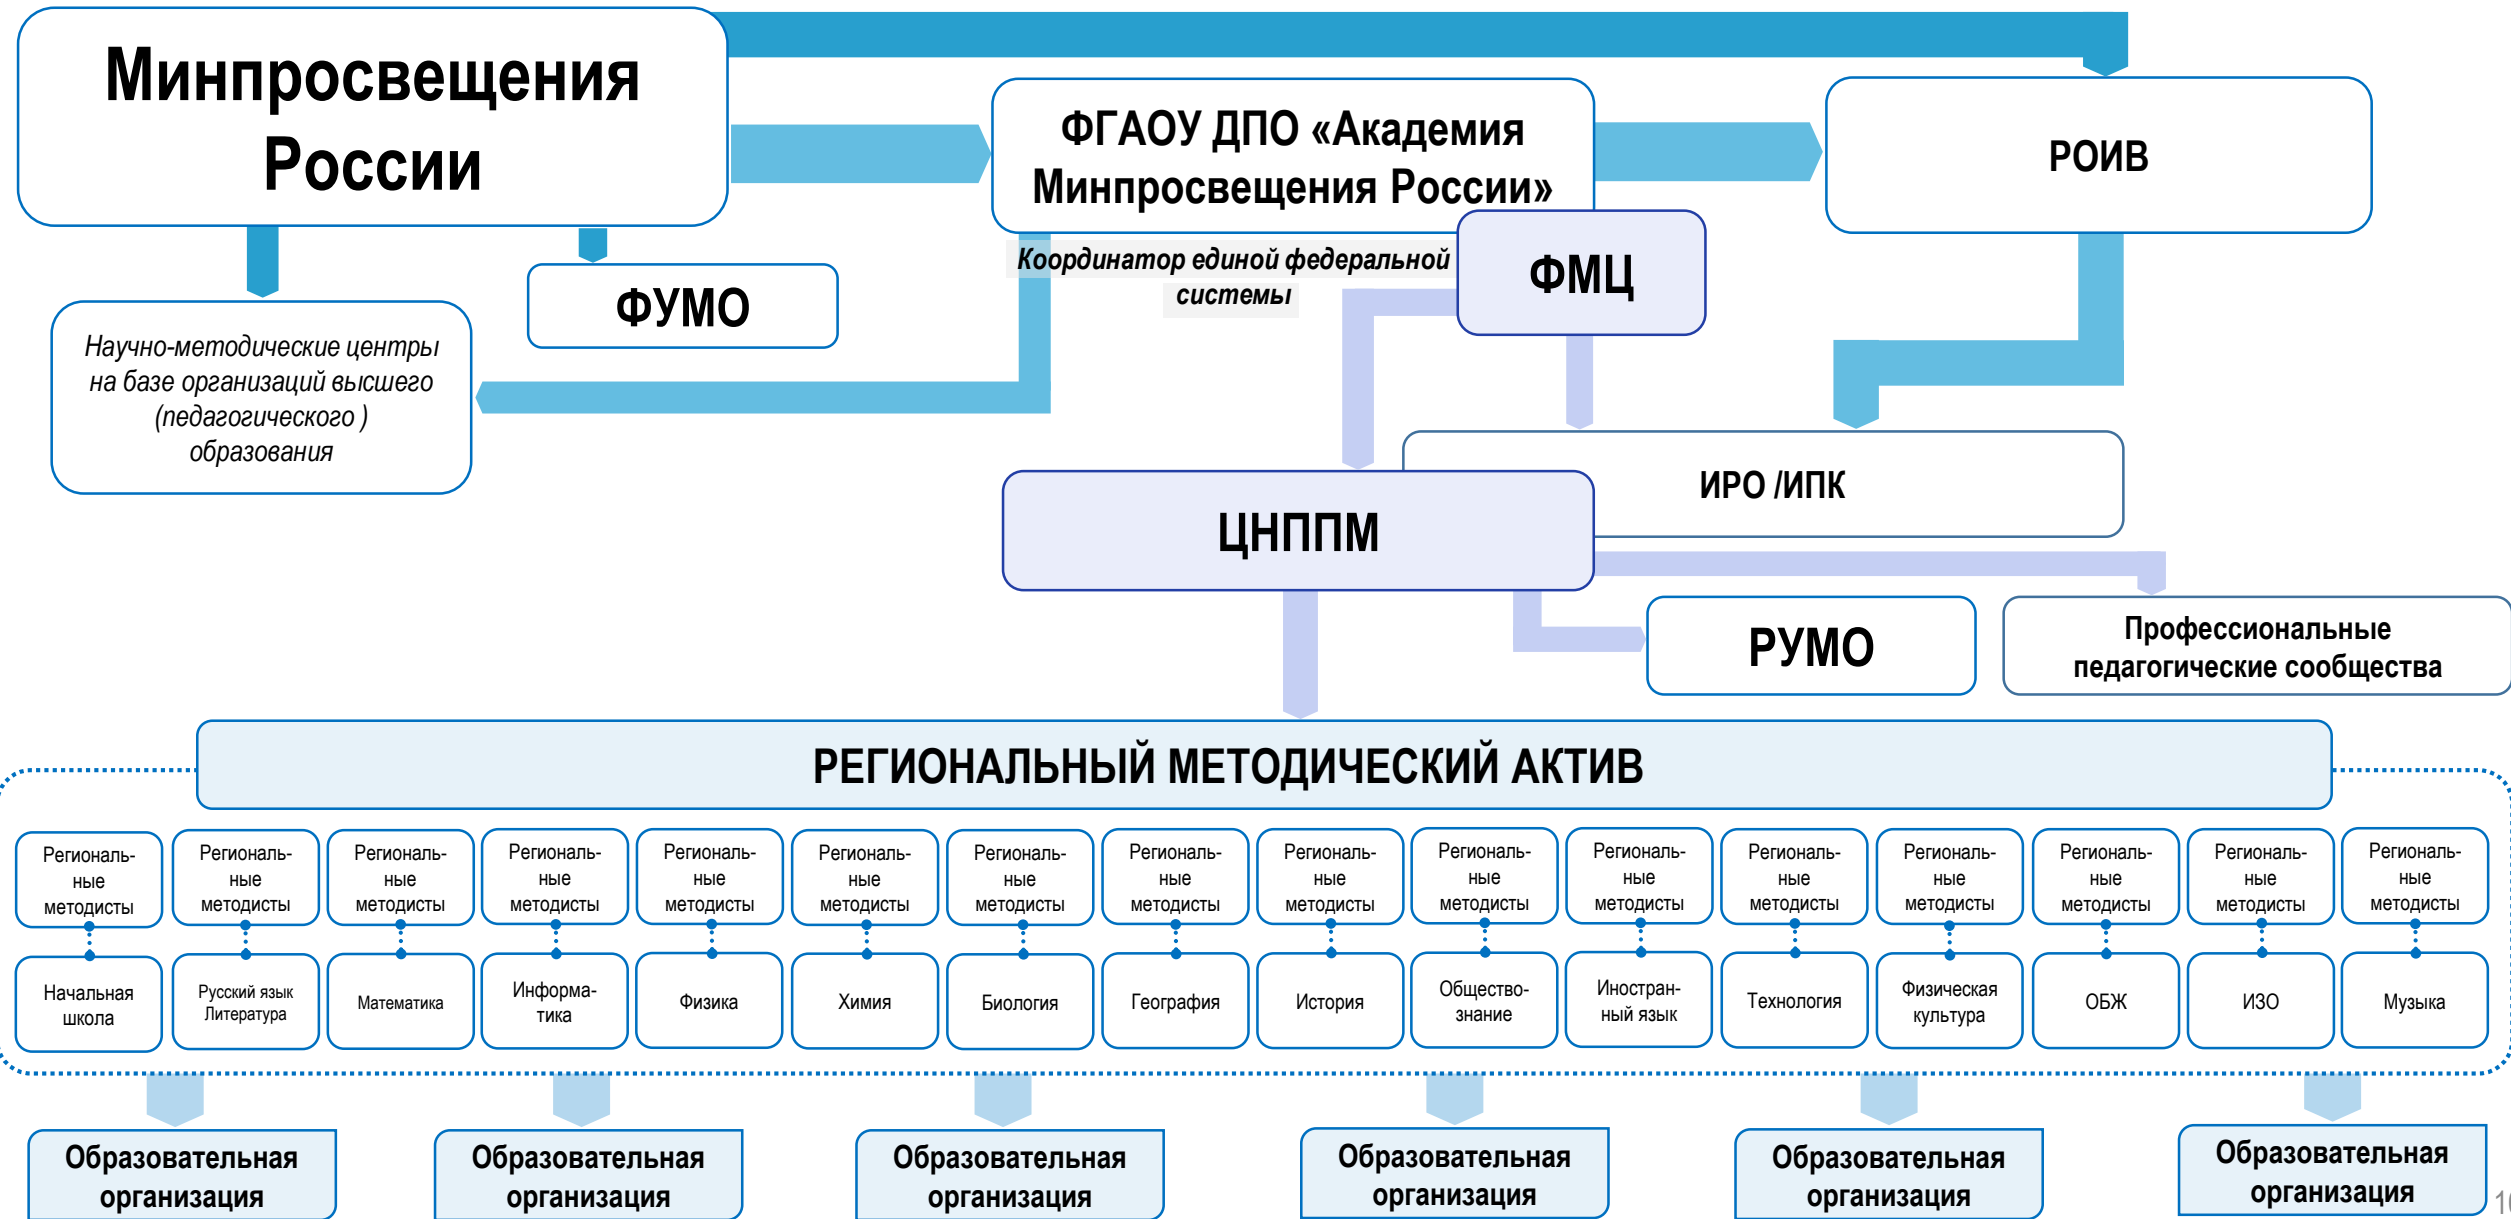 Минпросвещения
России
ФГАОУ ДПО «Академия
Минпросвещения России»
РОИВ
Координатор единой федеральной
системы
ФМЦ
ФУМО
Научно-методические центры
на базе организаций высшего
(педагогического )
образования
ИРО /ИПК
ЦНППМ
РУМО
Профессиональные
педагогические сообщества
РЕГИОНАЛЬНЫЙ МЕТОДИЧЕСКИЙ АКТИВ
Региональ-
ные
методисты
Региональ-
ные
методисты
Региональ-
ные
методисты
Региональ-
ные
методисты
Региональ-
ные
методисты
Региональ-
ные
методисты
Региональ-
ные
методисты
Региональ-
ные
методисты
Региональ-
ные
методисты
Региональ-
ные
методисты
Региональ-
ные
методисты
Региональ-
ные
методисты
Региональ-
ные
методисты
Региональ-
ные
методисты
Региональ-
ные
методисты
Региональ-
ные
методисты
Начальная
школа
Русский язык
Литература
Математика
Информа-
тика
Физика
Химия
Биология
География
История
Общество-
знание
Иностран-
ный язык
Технология
Физическая
культура
ОБЖ
ИЗО
Музыка
Образовательная
организация
Образовательная
организация
Образовательная
организация
Образовательная
организация
Образовательная
организация
Образовательная
организация